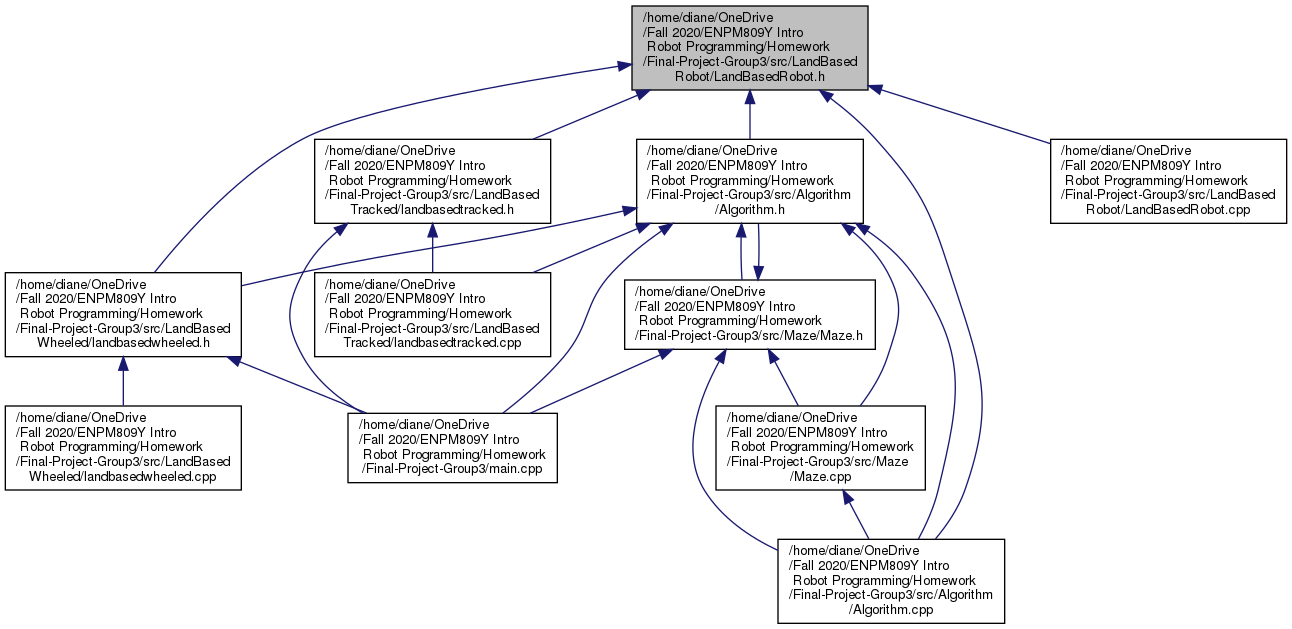 /home/diane/OneDrive
/Fall 2020/ENPM809Y Intro
Robot Programming/Homework
/Final-Project-Group3/src/LandBased
Robot/LandBasedRobot.h
/home/diane/OneDrive
/Fall 2020/ENPM809Y Intro
Robot Programming/Homework
/Final-Project-Group3/src/LandBased
Tracked/landbasedtracked.h
/home/diane/OneDrive
/Fall 2020/ENPM809Y Intro
Robot Programming/Homework
/Final-Project-Group3/src/Algorithm
/Algorithm.h
/home/diane/OneDrive
/Fall 2020/ENPM809Y Intro
Robot Programming/Homework
/Final-Project-Group3/src/LandBased
Robot/LandBasedRobot.cpp
/home/diane/OneDrive
/Fall 2020/ENPM809Y Intro
Robot Programming/Homework
/Final-Project-Group3/src/LandBased
Wheeled/landbasedwheeled.h
/home/diane/OneDrive
/Fall 2020/ENPM809Y Intro
Robot Programming/Homework
/Final-Project-Group3/src/LandBased
Tracked/landbasedtracked.cpp
/home/diane/OneDrive
/Fall 2020/ENPM809Y Intro
Robot Programming/Homework
/Final-Project-Group3/src/Maze/Maze.h
/home/diane/OneDrive
/Fall 2020/ENPM809Y Intro
Robot Programming/Homework
/Final-Project-Group3/src/LandBased
Wheeled/landbasedwheeled.cpp
/home/diane/OneDrive
/Fall 2020/ENPM809Y Intro
Robot Programming/Homework
/Final-Project-Group3/main.cpp
/home/diane/OneDrive
/Fall 2020/ENPM809Y Intro
Robot Programming/Homework
/Final-Project-Group3/src/Maze
/Maze.cpp
/home/diane/OneDrive
/Fall 2020/ENPM809Y Intro
Robot Programming/Homework
/Final-Project-Group3/src/Algorithm
/Algorithm.cpp